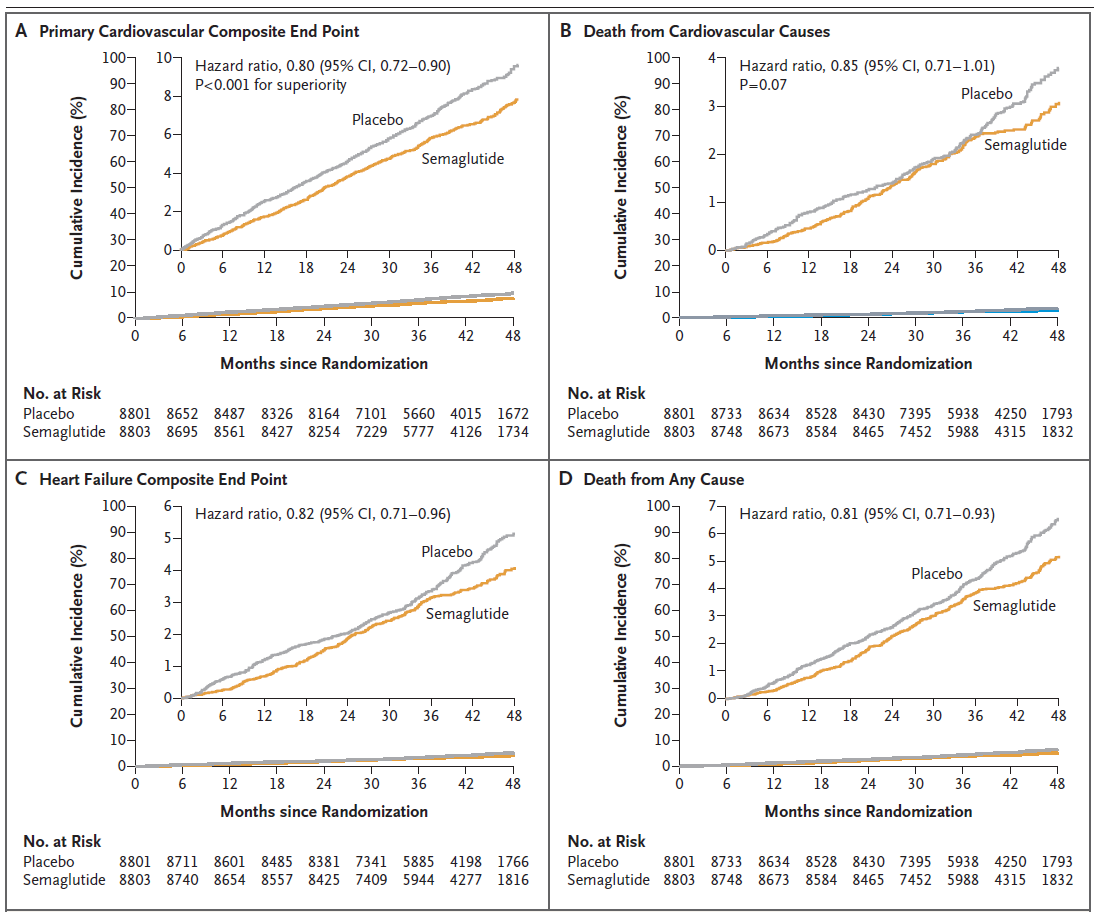 A Primary Cardiovascular Composite End Point
Cumulative Incidence (%)
100
90
80
70
60
50
40
30
20
10
0
10
8
6
4
2
0
Hazard ratio, 0.80 (95% CI, 0.72–0.90)
P<0.001 for superiority
Placebo
Semaglutide
0 6 12 18 24 30 36 42 48
0 6 12 18 24 30 36 42 48
Months since Randomization
No. at Risk
Placebo 8801 8652 8487 8326 8164 7101 5660 4015 1672
Semaglutide 8803 8695 8561 8427 8254 7229 5777 4126 1734
B Death from Cardiovascular Causes
Cumulative Incidence (%)
100
90
80
70
60
50
40
30
20
10
0
4
3
2
1
0
Hazard ratio, 0.85 (95% CI, 0.71–1.01)
P=0.07
Placebo
Semaglutide
0 6 12 18 24 30 36 42 48
0 6 12 18 24 30 36 42 48
Months since Randomization
No. at Risk
Placebo 8801 8733 8634 8528 8430 7395 5938 4250 1793
Semaglutide 8803 8748 8673 8584 8465 7452 5988 4315 1832
C Heart Failure Composite End Point
Cumulative Incidence (%)
100
90
80
70
60
50
40
30
20
10
0
6
5
4
3
2
1
0
Hazard ratio, 0.82 (95% CI, 0.71–0.96)
Placebo
Semaglutide
0 6 12 18 24 30 36 42 48
0 6 12 18 24 30 36 42 48
Months since Randomization
No. at Risk
Placebo 8801 8711 8601 8485 8381 7341 5885 4198 1766
Semaglutide 8803 8740 8654 8557 8425 7409 5944 4277 1816
D Death from Any Cause
Cumulative Incidence (%)
100
90
80
70
60
50
40
30
20
10
0
7
6
5
4
3
2
1
0
Hazard ratio, 0.81 (95% CI, 0.71–0.93)
Placebo
Semaglutide
0 6 12 18 24 30 36 42 48
0 6 12 18 24 30 36 42 48
Months since Randomization
No. at Risk
Placebo 8801 8733 8634 8528 8430 7395 5938 4250 1793
Semaglutide 8803 8748 8673 8584 8465 7452 5988 4315 1832